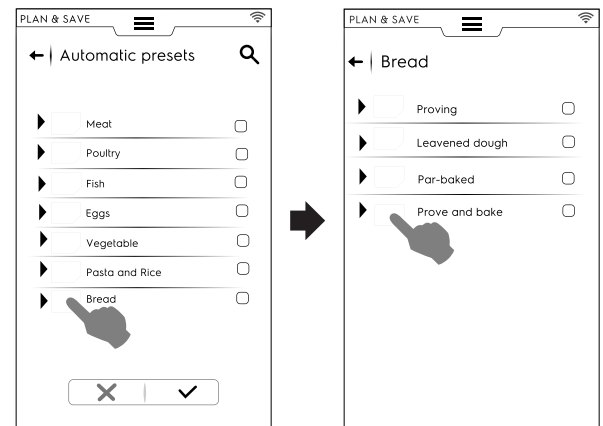 PLAN & SAVE
Automatic presets
Meat
Poultry
Fish
Eggs
Vegetable
Pasta and Rice
Bread
PLAN & SAVE
Bread
Proving
Leavened dough
Par-baked
Prove and bake